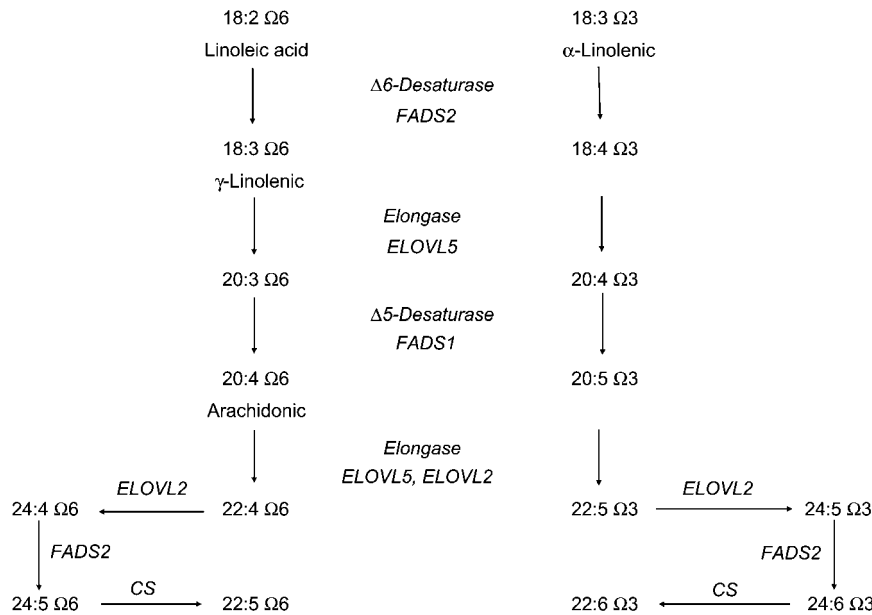 18:2 Ω6 18:3 Ω3
Linoleic acid α-Linolenic
Δ6-Desaturase
FADS2
18:3 Ω6 18:4 Ω3
γ-Linolenic
Elongase
ELOVL5
20:3 Ω6 20:4 Ω3
Δ5-Desaturase
FADS1
20:4 Ω6 20:5 Ω3
Arachidonic
Elongase
ELOVL5, ELOVL2
ELOVL2 ELOVL2
24:4 Ω6 22:4 Ω6 22:5 Ω3 24:5 Ω3
FADS2 FADS2
CS CS
24:5 Ω6 22:5 Ω6 22:6 Ω3 24:6 Ω3